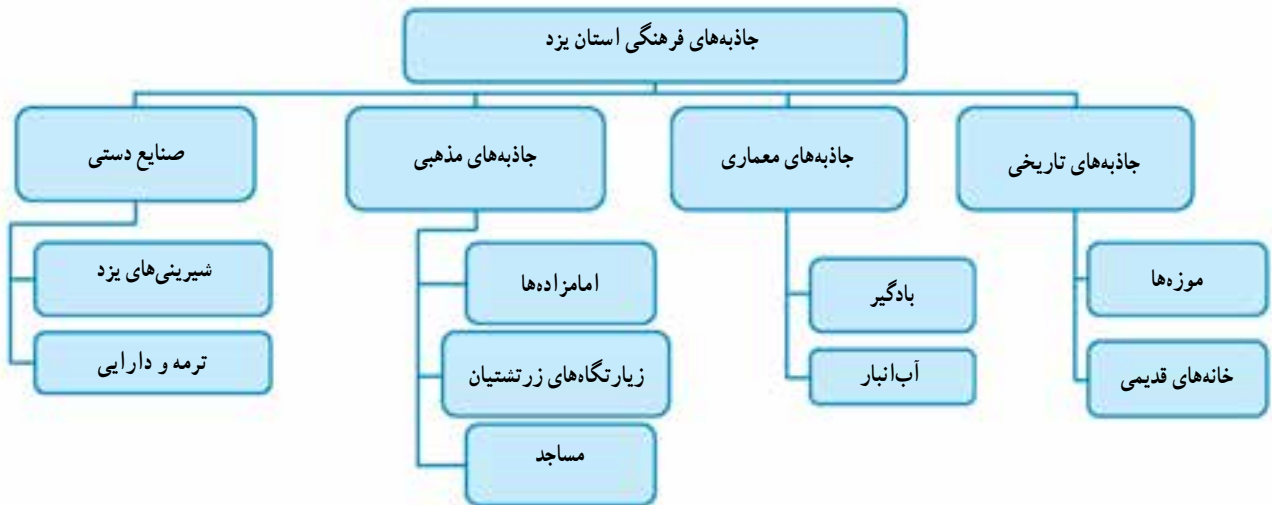 جاذبه‌های فرهنگی استان یزد
جاذبه‌های تاریخی
موزه‌ها
خانه‌های قدیمی
جاذبه‌های معماری
بادگیر
آب‌انبار
جاذبه‌های مذهبی
امامزاده‌ها
زیارتگاه‌های زرتشتیان
مساجد
صنایع دستی
شیرینی‌های یزد
ترمه و دارایی